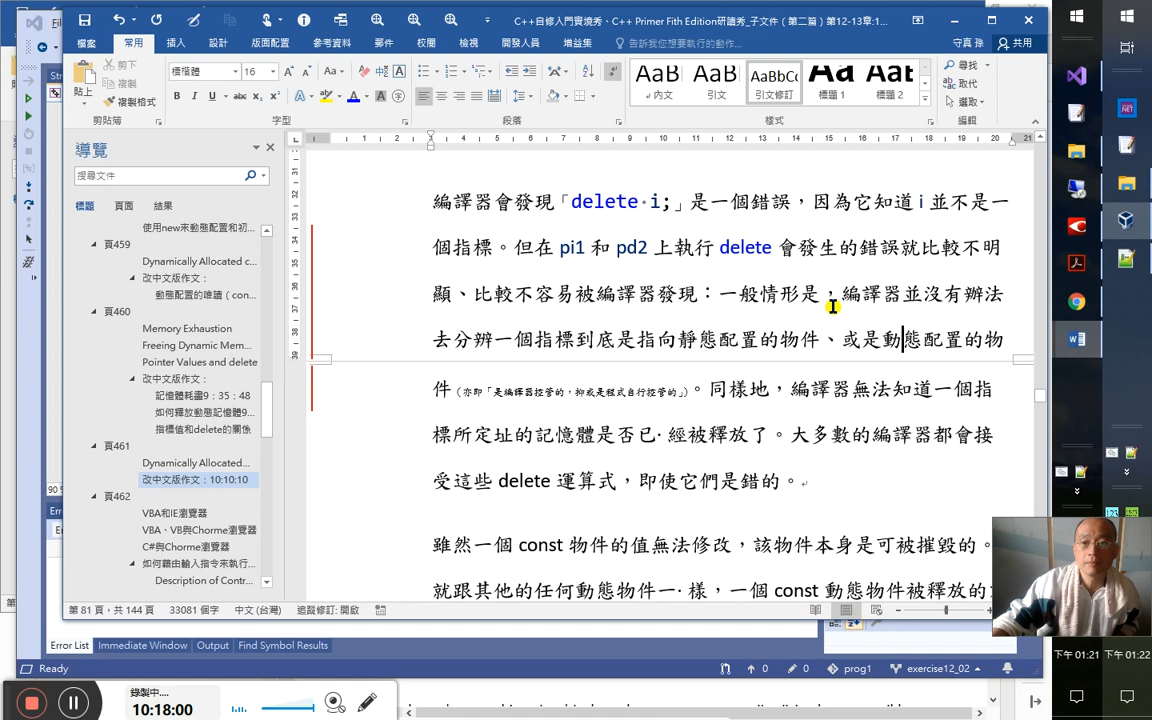 C++自修入門實境秀、C++ Primer Fith Edition研讀秀_子文件（第二篇）12-13章:1...
檔案 常用 插入 設計 版面配置 參考資料 郵件 校閱 檢視 開發人員 增益集 告訴我您想要執行的動作... 守真 孫 共用
貼上 剪下 複製 複製格式
標楷體 16
AaBbC AaBbC AaBbCc AaB AaB
內文 引文 引文修訂 標題 1 標題 2
尋找 取代 選取
剪貼簿 字型 段落 樣式 編輯
導覽
搜尋文件
標題 頁面 結果
使用new來動態配置和初...
頁459
Dynamically Allocated c...
改中文版作文：
動態配置的唯讀（con...
頁460
Memory Exhaustion
Freeing Dynamic Mem...
Pointer Values and delete
改中文版作文：
記憶體耗盡9：35：48
如何釋放動態記憶體9...
指標值和delete的關係
頁461
Dynamically Allocated...
改中文版作文：10:10:10
頁462
VBA和IE瀏覽器
VBA、VB與Chorme瀏覽器
C#與Chorme瀏覽器
如何藉由輸入指令來執行...
Description of Contr...
編譯器會發現「delete·i;」是一個錯誤，因為它知道 i 並不是一
個指標。但在 pi1 和 pd2 上執行 delete 會發生的錯誤就比較不明
顯、比較不容易被編譯器發現：一般情形是，編譯器並沒有辦法
去分辨一個指標到底是指向靜態配置的物件、或是動態配置的物
件（亦即「是編譯器控管的，抑或是程式自行控管的」）。同樣地，編譯器無法知道一個指
標所定址的記憶體是否已· 經被釋放了。大多數的編譯器都會接
受這些 delete 運算式，即使它們是錯的。
雖然一個 const 物件的值無法修改，該物件本身是可被摧毀的。
就跟其他的任何動態物件一· 樣，一個 const 動態物件被釋放的
第 81 頁，共 144 頁 33081 個字 中文 (台灣) 追蹤修訂: 開啟
Error List Immediate Window Output Find Symbol Results
Ready 0 0 prog1 exercise12_02
錄製中....
10:18:00
下午 01:21 下午 01:22